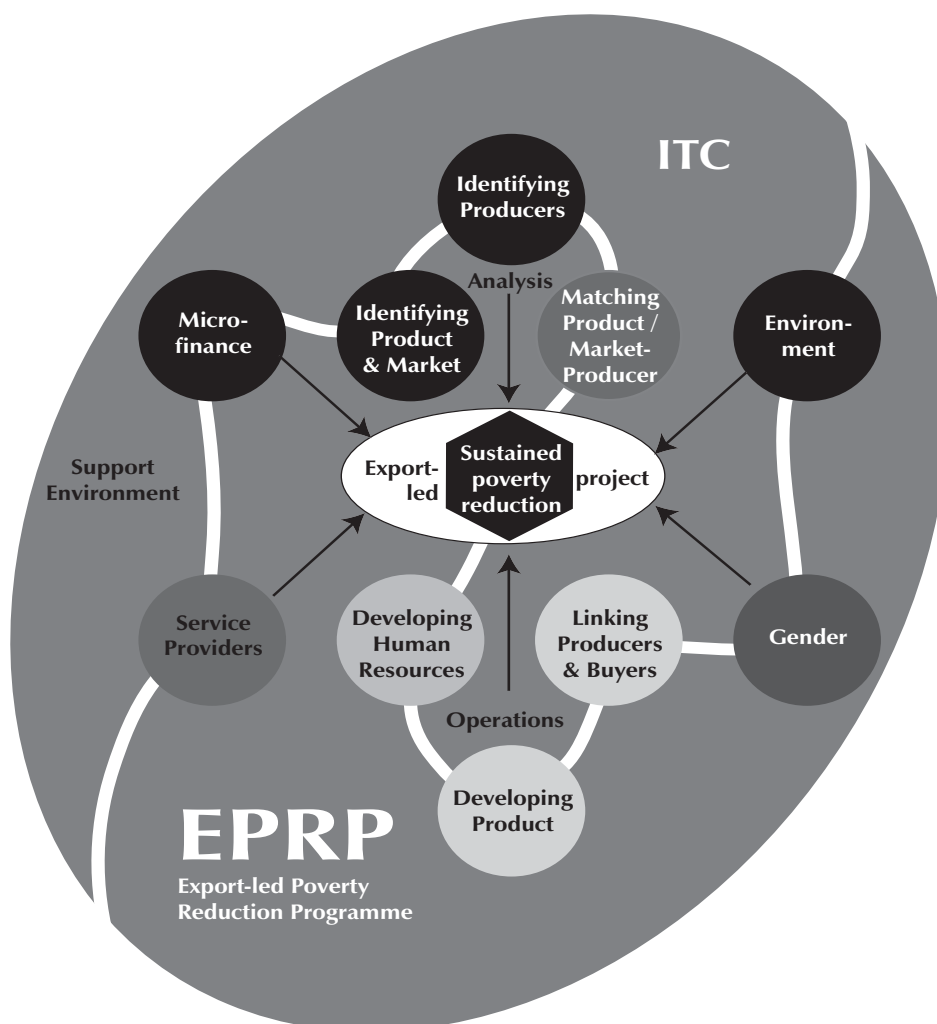 ITC
Identifying
Producers
Analysis
Micro-
finance
Identifying
Product
& Market
Matching
Product /
Market-
Producer
Environ-
ment
Support
Environment
Export-
led
Sustained
poverty
reduction
project
Service
Providers
Developing
Human
Resources
Linking
Producers
& Buyers
Gender
Operations
Developing
Product
EPRP
Export-led Poverty
Reduction Programme